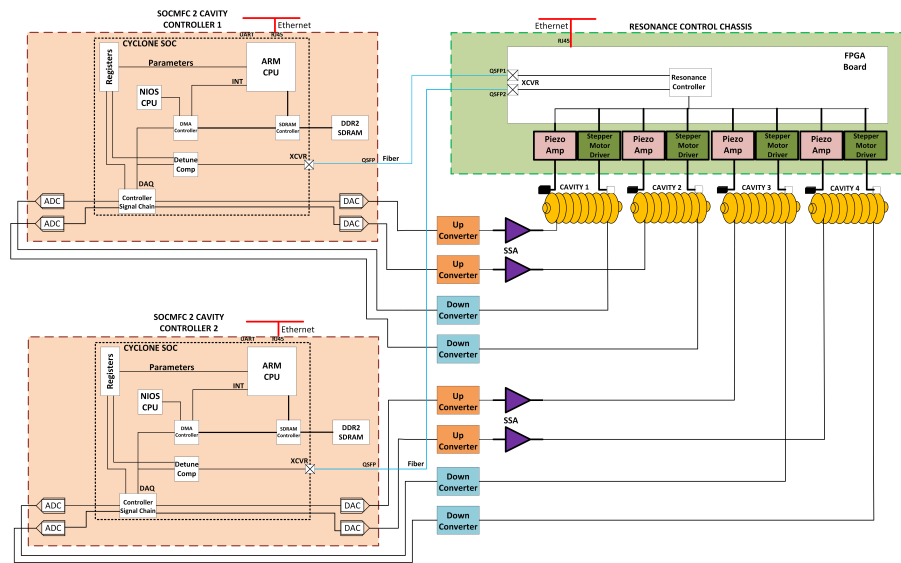 SOCMFC 2 CAVITY
CONTROLLER 1
Ethernet
UART
RJ45
CYCLONE SOC
Registers
Parameters
ARM
CPU
INT
NIOS
CPU
DMA
Controller
SDRAM
Controller
DDR2
SDRAM
Detune
Comp
XCVR
QSFP
Fiber
DAQ
Controller
Signal Chain
ADC
ADC
DAC
DAC
RESONANCE CONTROL CHASSIS
Ethernet
RJ45
FPGA
Board
QSFP1
QSFP2
XCVR
Resonance
Controller
Piezo
Amp
Stepper
Motor
Driver
Piezo
Amp
Stepper
Motor
Driver
Piezo
Amp
Stepper
Motor
Driver
Piezo
Amp
Stepper
Motor
Driver
CAVITY 1
CAVITY 2
CAVITY 3
CAVITY 4
Up
Converter
SSA
Up
Converter
Down
Converter
Down
Converter
SOCMFC 2 CAVITY
CONTROLLER 2
Ethernet
UART
RJ45
CYCLONE SOC
Registers
Parameters
ARM
CPU
INT
NIOS
CPU
DMA
Controller
SDRAM
Controller
DDR2
SDRAM
Detune
Comp
XCVR
QSFP
Fiber
DAQ
Controller
Signal Chain
ADC
ADC
DAC
DAC
Up
Converter
SSA
Up
Converter
Down
Converter
Down
Converter